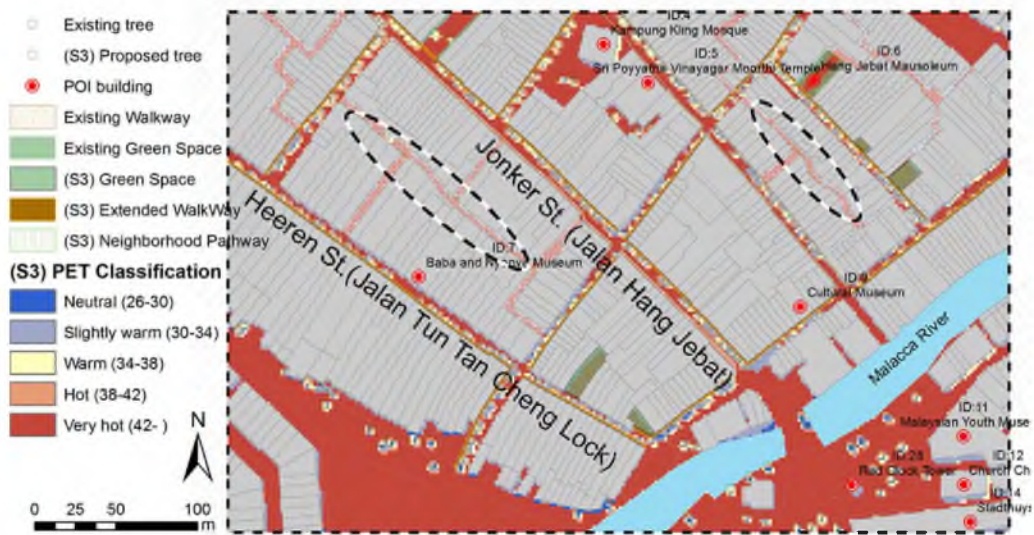 Existing tree
(S3) Proposed tree
POI building
Existing Walkway
Existing Green Space
(S3) Green Space
(S3) Extended WalkWay
(S3) Neighborhood Pathway
(S3) PET Classification
Neutral (26-30)
Slightly warm (30-34)
Warm (34-38)
Hot (38-42)
Very hot (42- )
N
0 25 50 100
m
ID:4
Kampung Kling Mosque
ID:5
Sri Poyyatha Vinayagar Moorthi Temple
ID:6
Hang Jebat Mausoleum
Jonker St. (Jalan Hang Jebat)
Heeren St.(Jalan Tun Tan Cheng Lock)
ID:7
Baba and Nyonya Museum
Cultural Museum
Malacca River
ID:11
Malaysian Youth Muse
ID:28
Red Clock Tower
ID:12
Church Ch
ID:14
Stadthuys